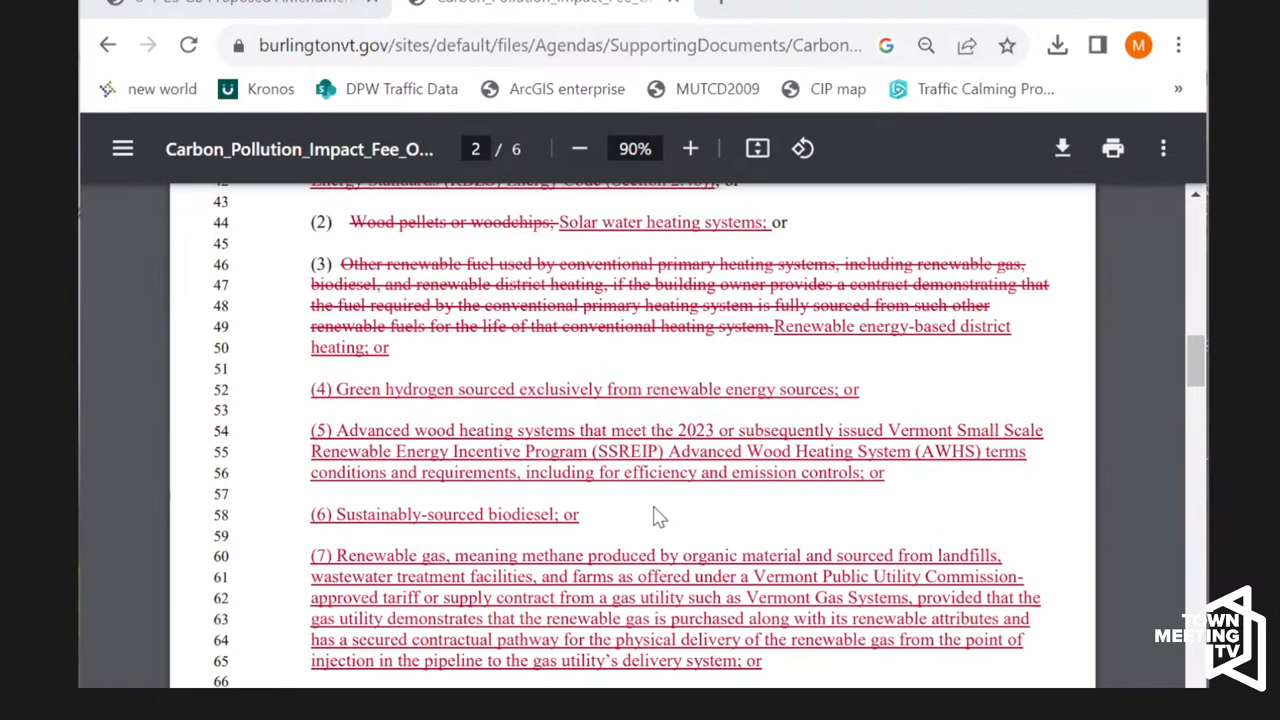 burlingtonvt.gov/sites/default/files/Agendas/SupportingDocuments/Carbon...
new world
Kronos
DPW Traffic Data
ArcGIS enterprise
MUTCD2009
CIP map
Traffic Calming Pro...
»
Carbon_Pollution_Impact_Fee_O...
2 / 6
90%
M
43
44 (2) Wood pellets or woodchips; Solar water heating systems; or
45
46 (3) Other renewable fuel used by conventional primary heating systems, including renewable gas,
47 biodiesel, and renewable district heating, if the building owner provides a contract demonstrating that
48 the fuel required by the conventional primary heating system is fully sourced from such other
49 renewable fuels for the life of that conventional heating system.Renewable energy-based district
50 heating; or
51
52 (4) Green hydrogen sourced exclusively from renewable energy sources; or
53
54 (5) Advanced wood heating systems that meet the 2023 or subsequently issued Vermont Small Scale
55 Renewable Energy Incentive Program (SSREIP) Advanced Wood Heating System (AWHS) terms
56 conditions and requirements, including for efficiency and emission controls; or
57
58 (6) Sustainably-sourced biodiesel; or
59
60 (7) Renewable gas, meaning methane produced by organic material and sourced from landfills,
61 wastewater treatment facilities, and farms as offered under a Vermont Public Utility Commission-
62 approved tariff or supply contract from a gas utility such as Vermont Gas Systems, provided that the
63 gas utility demonstrates that the renewable gas is purchased along with its renewable attributes and
64 has a secured contractual pathway for the physical delivery of the renewable gas from the point of
65 injection in the pipeline to the gas utility's delivery system; or
66
TOWN
MEETING
TV